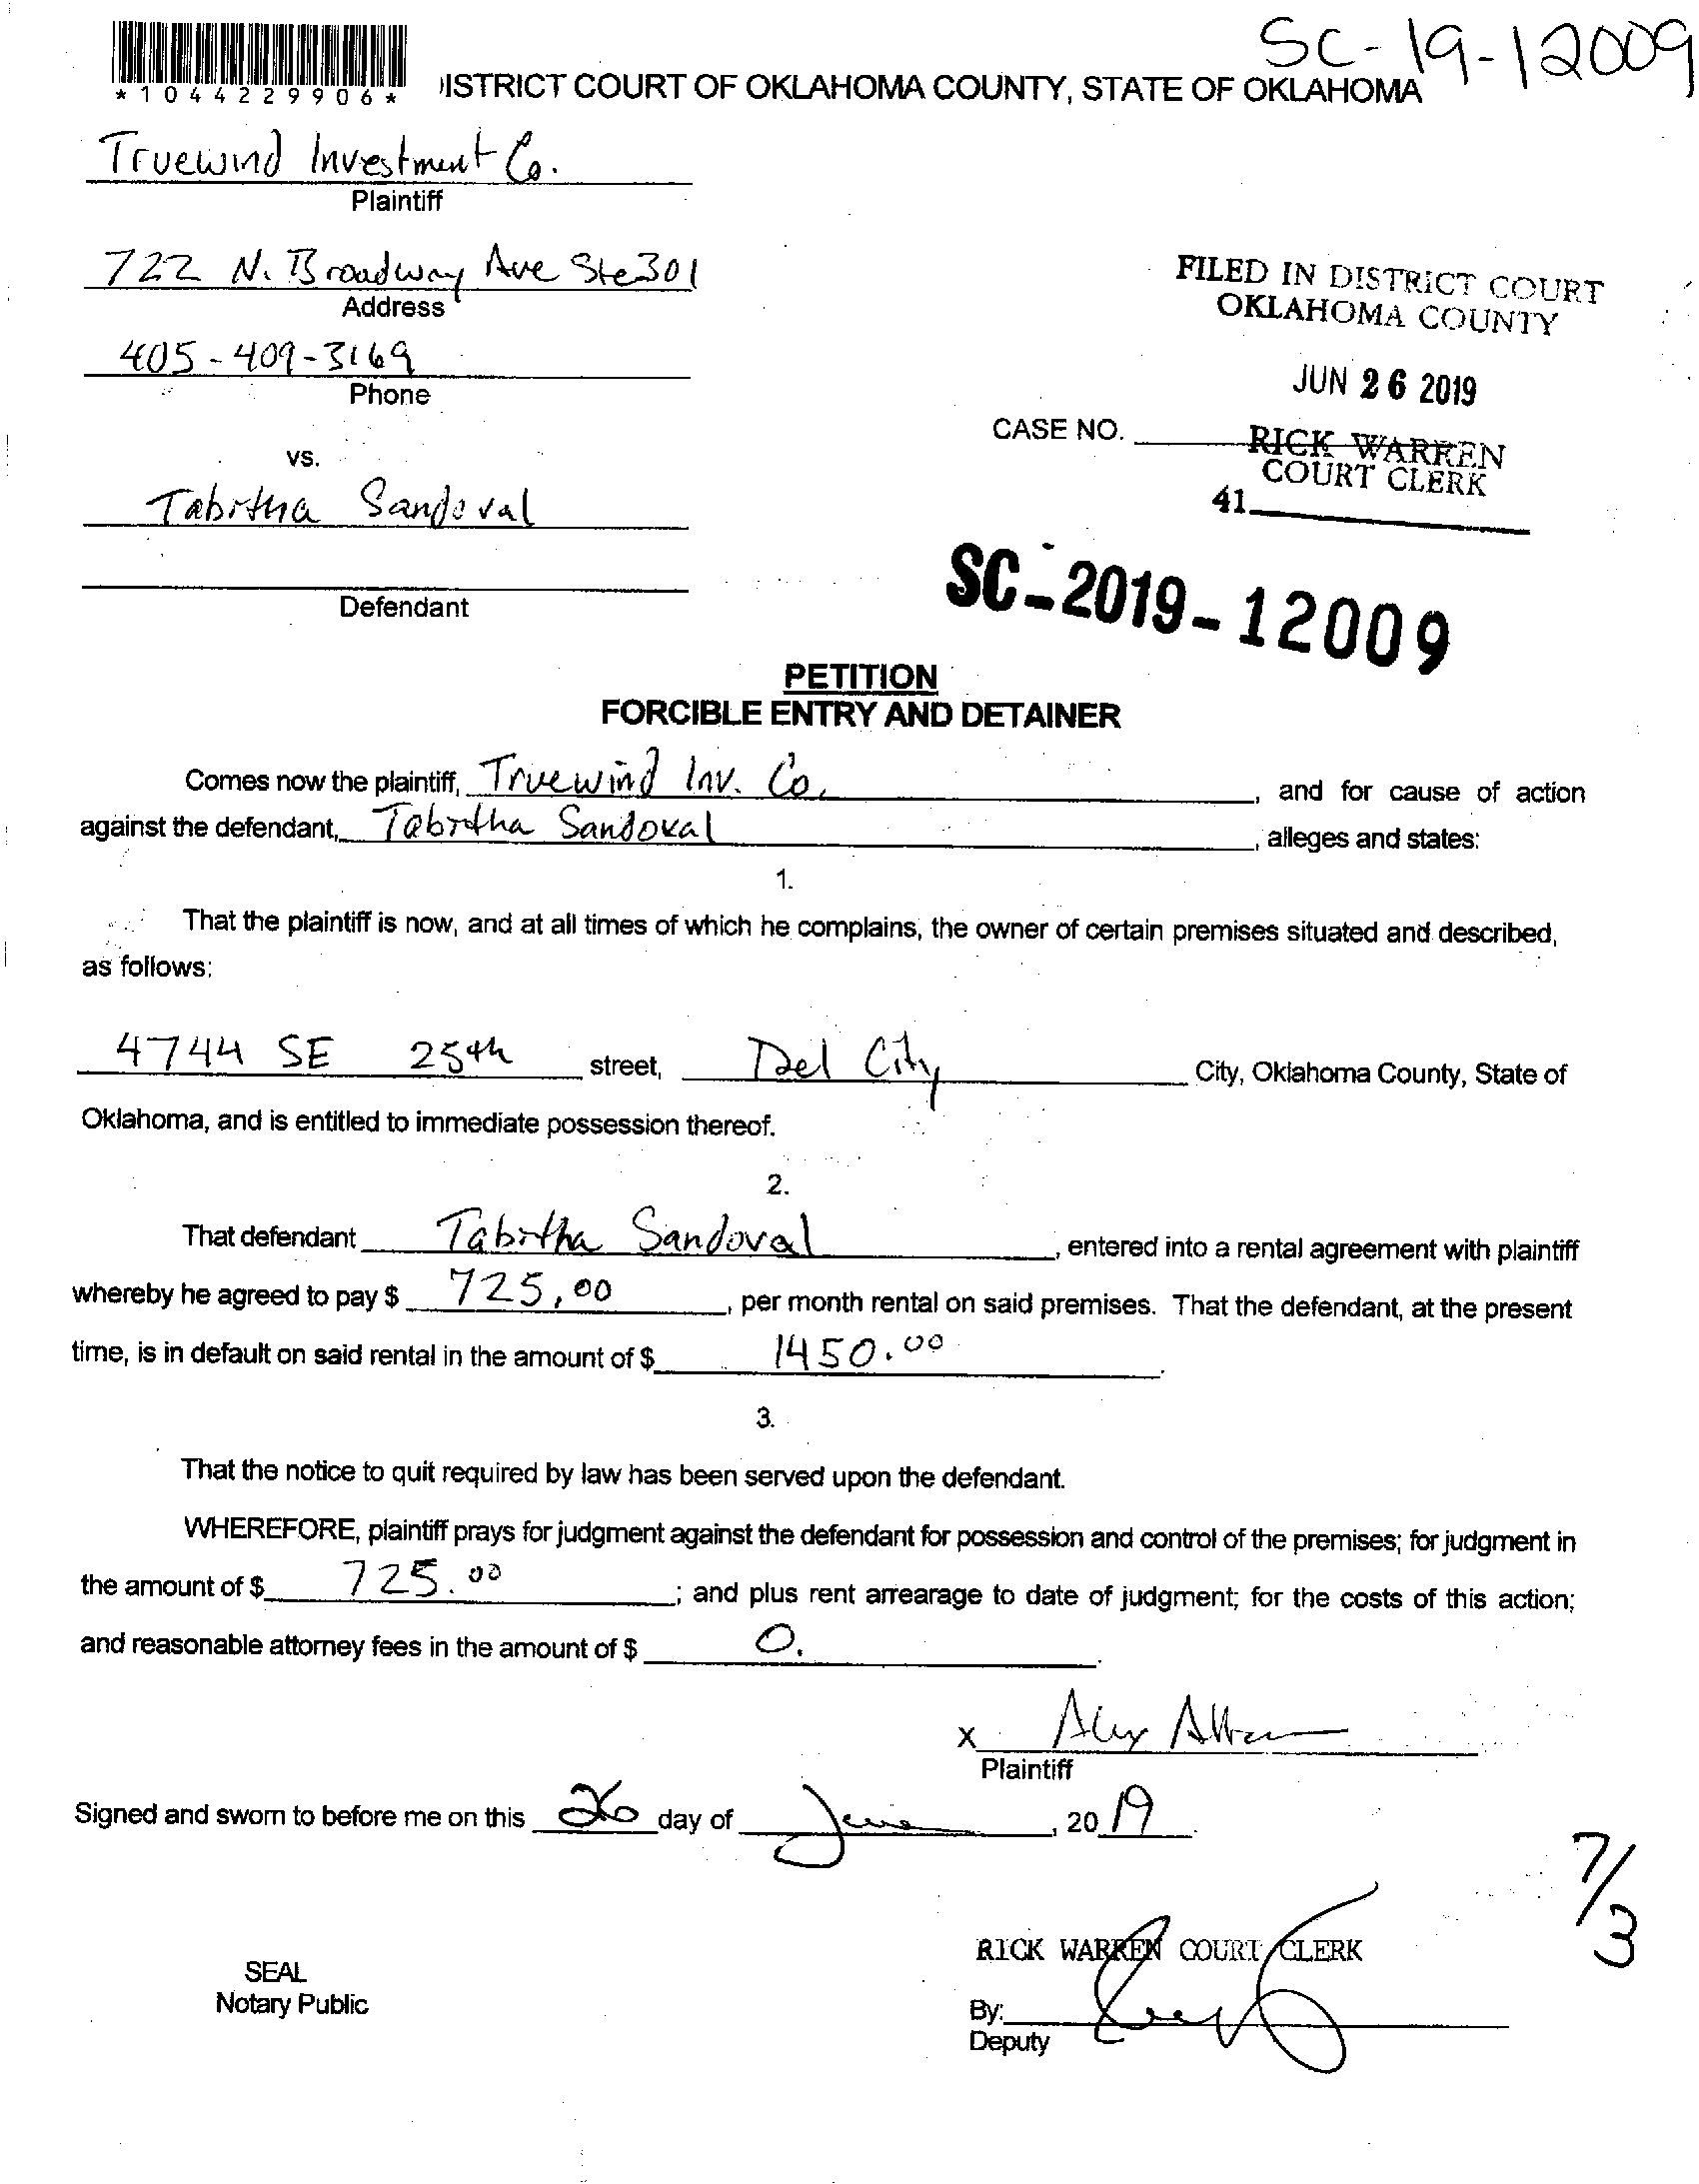 SC-19-12009
*1044229906*
ISTRICT COURT OF OKLAHOMA COUNTY, STATE OF OKLAHOMA
Truewind Investment Co.
Plaintiff
722 N. Broadway Ave Ste 301
Address
405-409-3169
Phone
FILED IN DISTRICT COURT
OKLAHOMA COUNTY
JUN 26 2019
CASE NO.
RICK WARREN
COURT CLERK
41
vs.
Tabitha Sandoval
Defendant
SC-2019-12009
PETITION
FORCIBLE ENTRY AND DETAINER
Comes now the plaintiff, Truewind Inv. Co., and for cause of action
against the defendant, Tabitha Sandoval, alleges and states:
1.
That the plaintiff is now, and at all times of which he complains, the owner of certain premises situated and described,
as follows:
4744 SE 25th street, Del City City, Oklahoma County, State of
Oklahoma, and is entitled to immediate possession thereof.
2.
That defendant Tabitha Sandoval, entered into a rental agreement with plaintiff
whereby he agreed to pay $ 725.00, per month rental on said premises. That the defendant, at the present
time, is in default on said rental in the amount of $ 1450.00.
3.
That the notice to quit required by law has been served upon the defendant.
WHEREFORE, plaintiff prays for judgment against the defendant for possession and control of the premises; for judgment in
the amount of $ 725.00; and plus rent arrearage to date of judgment; for the costs of this action;
and reasonable attorney fees in the amount of $ 0.
X
Plaintiff
Signed and sworn to before me on this 26 day of June, 2019.
7/3
RICK WARREN COURT CLERK
SEAL
Notary Public
By:
Deputy